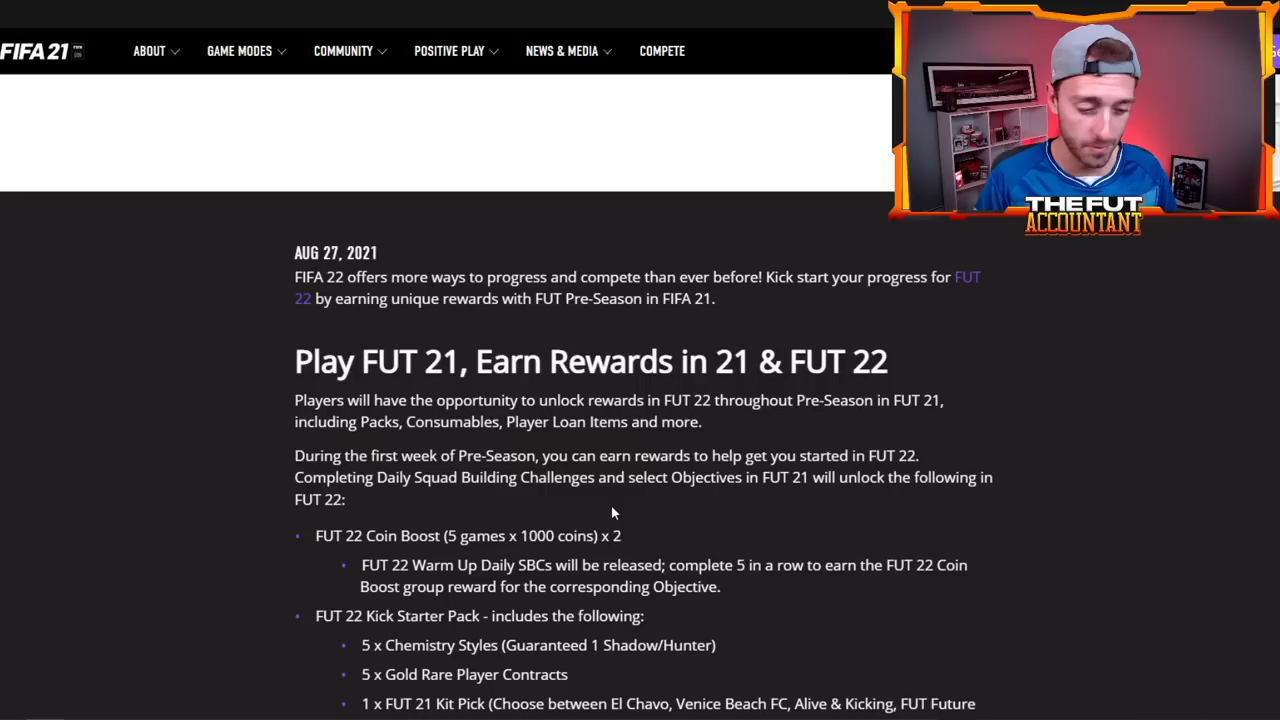 FIFA 21
ABOUT
GAME MODES
COMMUNITY
POSITIVE PLAY
NEWS & MEDIA
COMPETE
THE FUT
ACCOUNTANT
AUG 27, 2021
FIFA 22 offers more ways to progress and compete than ever before! Kick start your progress for FUT
22 by earning unique rewards with FUT Pre-Season in FIFA 21.
Play FUT 21, Earn Rewards in 21 & FUT 22
Players will have the opportunity to unlock rewards in FUT 22 throughout Pre-Season in FUT 21,
including Packs, Consumables, Player Loan Items and more.
During the first week of Pre-Season, you can earn rewards to help get you started in FUT 22.
Completing Daily Squad Building Challenges and select Objectives in FUT 21 will unlock the following in
FUT 22:
• FUT 22 Coin Boost (5 games x 1000 coins) x 2
• FUT 22 Warm Up Daily SBCs will be released; complete 5 in a row to earn the FUT 22 Coin
Boost group reward for the corresponding Objective.
• FUT 22 Kick Starter Pack - includes the following:
• 5 x Chemistry Styles (Guaranteed 1 Shadow/Hunter)
• 5 x Gold Rare Player Contracts
• 1 x FUT 21 Kit Pick (Choose between El Chavo, Venice Beach FC, Alive & Kicking, FUT Future